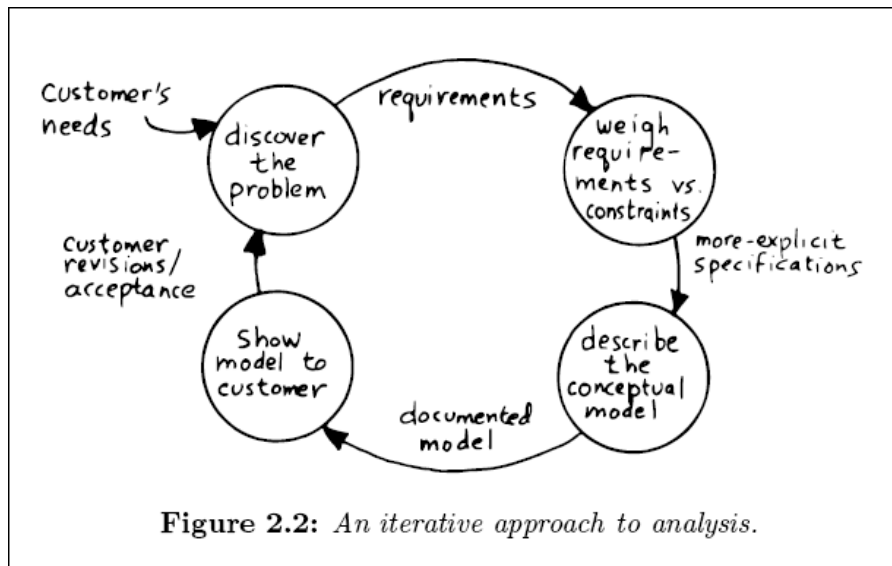 Customer's
needs
discover
the
problem
requirements
weigh
require-
ments vs.
constraints
more-explicit
specifications
describe
the
conceptual
model
documented
model
Show
model to
customer
customer
revisions/
acceptance
Figure 2.2: An iterative approach to analysis.